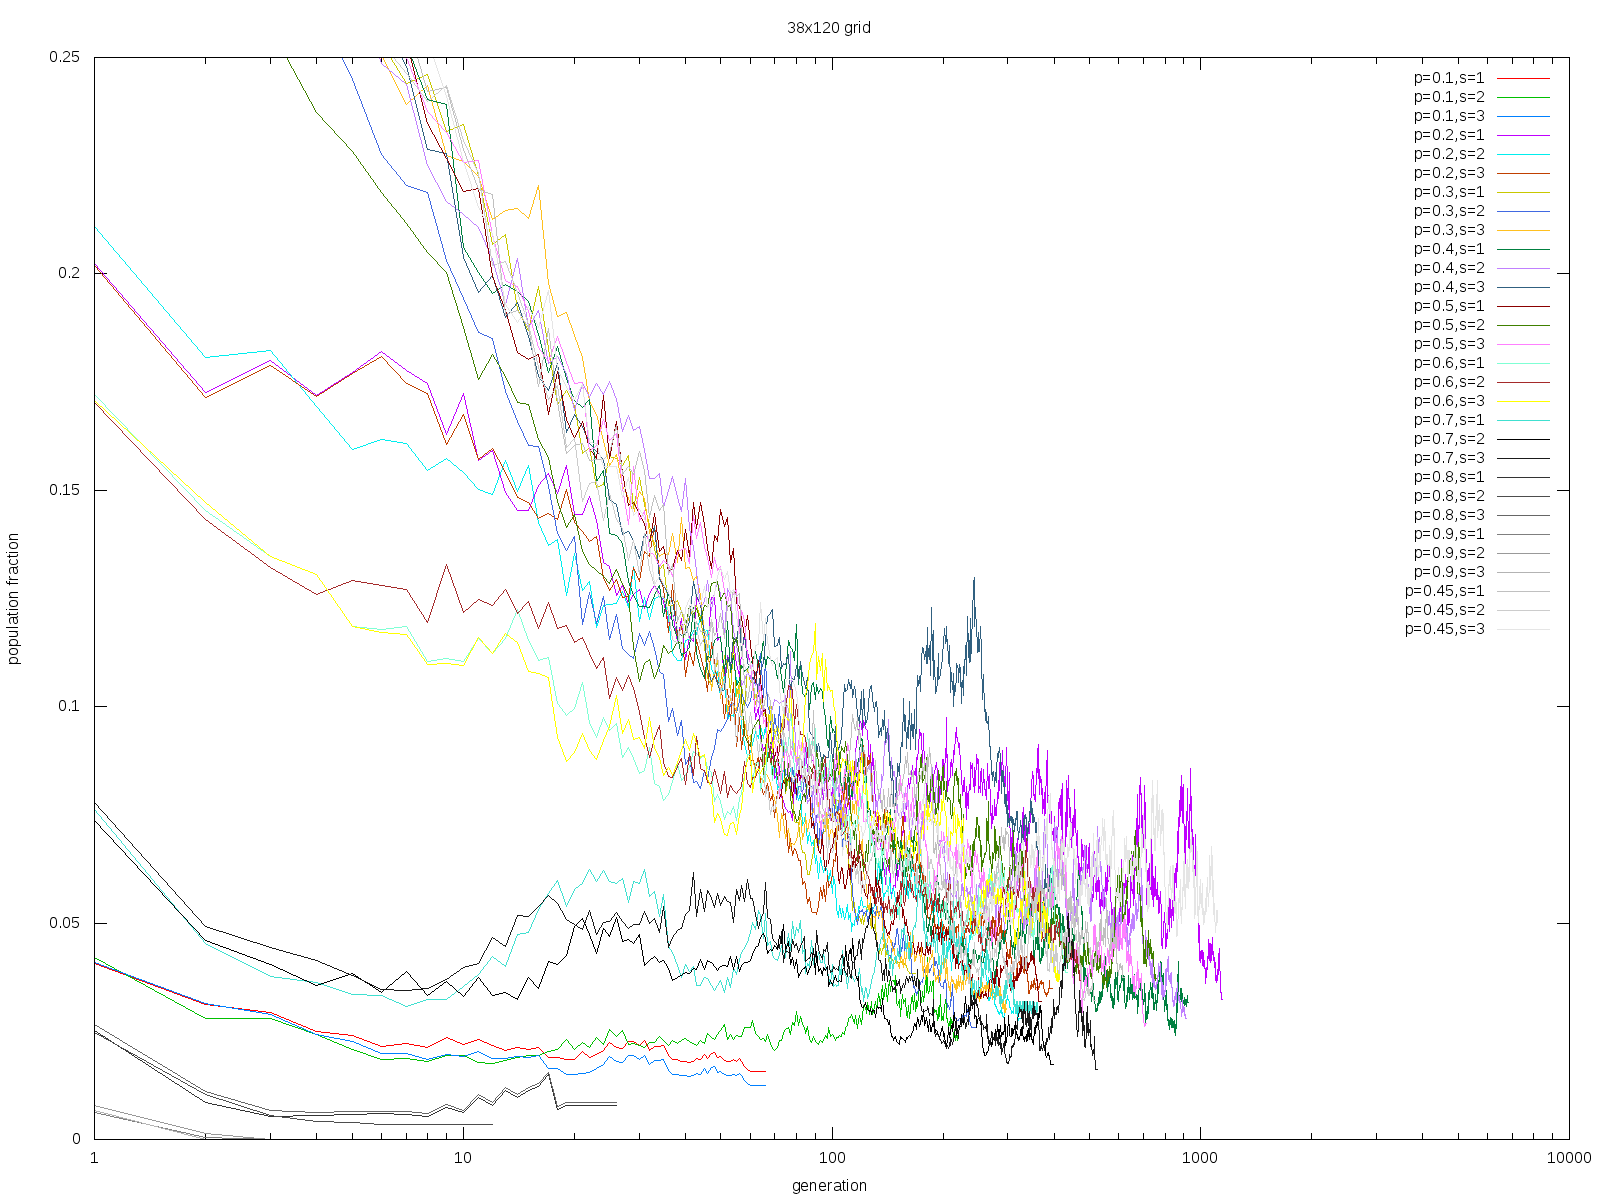 38x120 grid
0.25
0.2
0.15
0.1
0.05
0
population fraction
1
10
100
1000
10000
generation
p=0.1,s=1
p=0.1,s=2
p=0.1,s=3
p=0.2,s=1
p=0.2,s=2
p=0.2,s=3
p=0.3,s=1
p=0.3,s=2
p=0.3,s=3
p=0.4,s=1
p=0.4,s=2
p=0.4,s=3
p=0.5,s=1
p=0.5,s=2
p=0.5,s=3
p=0.6,s=1
p=0.6,s=2
p=0.6,s=3
p=0.7,s=1
p=0.7,s=2
p=0.7,s=3
p=0.8,s=1
p=0.8,s=2
p=0.8,s=3
p=0.9,s=1
p=0.9,s=2
p=0.9,s=3
p=0.45,s=1
p=0.45,s=2
p=0.45,s=3